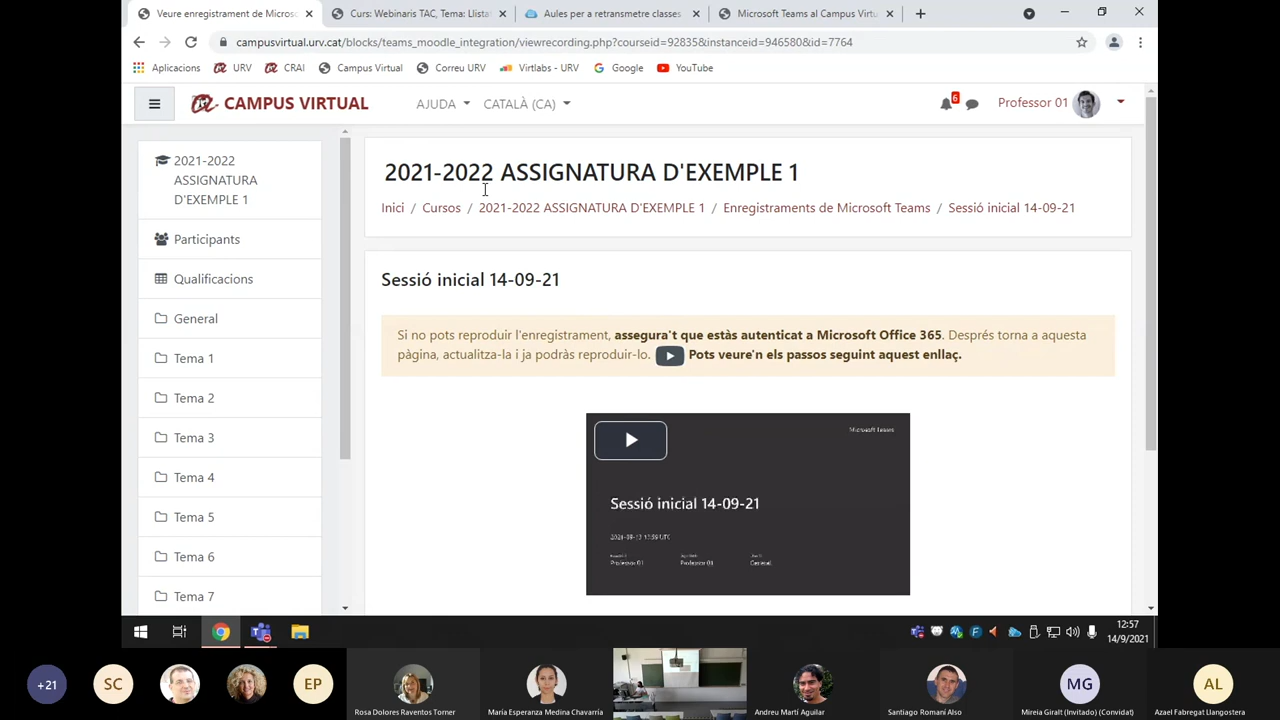 Veure enregistrament de Microso
Curs: Webinaris TAC, Tema: Llista
Aules per a retransmetre classes
Microsoft Teams al Campus Virtu
campusvirtual.urv.cat/blocks/teams_moodle_integration/viewrecording.php?courseid=92835&instanceid=946580&id=7764
Aplicacions
URV
CRAI
Campus Virtual
Correu URV
Virtlabs - URV
Google
YouTube
CAMPUS VIRTUAL
AJUDA
CATALÀ (CA)
6
Professor 01
2021-2022
ASSIGNATURA
D'EXEMPLE 1
Participants
Qualificacions
General
Tema 1
Tema 2
Tema 3
Tema 4
Tema 5
Tema 6
Tema 7
2021-2022 ASSIGNATURA D'EXEMPLE 1
Inici / Cursos / 2021-2022 ASSIGNATURA D'EXEMPLE 1 / Enregistraments de Microsoft Teams / Sessió inicial 14-09-21
Sessió inicial 14-09-21
Si no pots reproduir l'enregistrament, assegura't que estàs autenticat a Microsoft Office 365. Després torna a aquesta
pàgina, actualitza-la i ja podràs reproduir-lo. Pots veure'n els passos seguint aquest enllaç.
Microsoft Teams
Sessió inicial 14-09-21
Professor 01
Professor 01
General
12:57
14/9/2021
+21
SC
EP
MG
AL
Rosa Dolores Raventos Torner
Maria Esperanza Medina Chavarria
Andreu Martí Aguilar
Santiago Romaní Also
Mireia Giralt (Invitado) (Convidat)
Azael Fabregat Llangostera